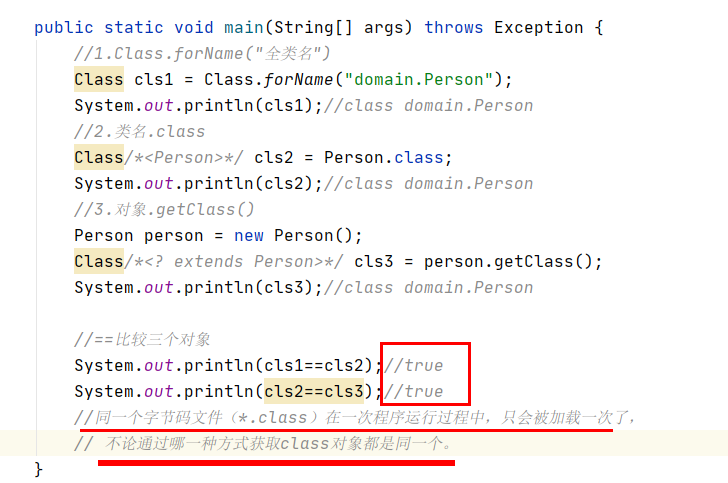 public static void main(String[] args) throws Exception {
//1.Class.forName("全类名")
Class cls1 = Class.forName("domain.Person");
System.out.println(cls1);//class domain.Person
//2.类名.class
Class/*<Person>*/ cls2 = Person.class;
System.out.println(cls2);//class domain.Person
//3.对象.getClass()
Person person = new Person();
Class/*<? extends Person>*/ cls3 = person.getClass();
System.out.println(cls3);//class domain.Person
//==比较三个对象
System.out.println(cls1==cls2);//true
System.out.println(cls2==cls3);//true
//同一个字节码文件（*.class）在一次程序运行过程中，只会被加载一次了，
// 不论通过哪一种方式获取class对象都是同一个。
}